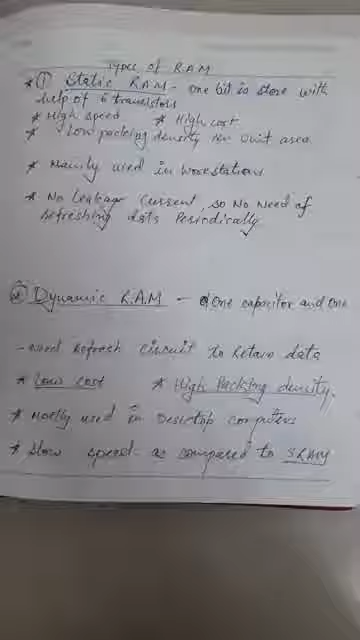 Types of RAM
* ① Static RAM - One bit is store with
help of 6 transistors
* High speed * High cost
* Low packing density per unit area
* Mainly used in workstations
* No Leakage current, so No Need of
Refreshing data Periodically
② Dynamic RAM - One capacitor and one
- Need Refresh circuit to Retain data
* Low cost * High Packing density.
* Mostly used in Desktop computers
* Slow speed as compared to SRAM